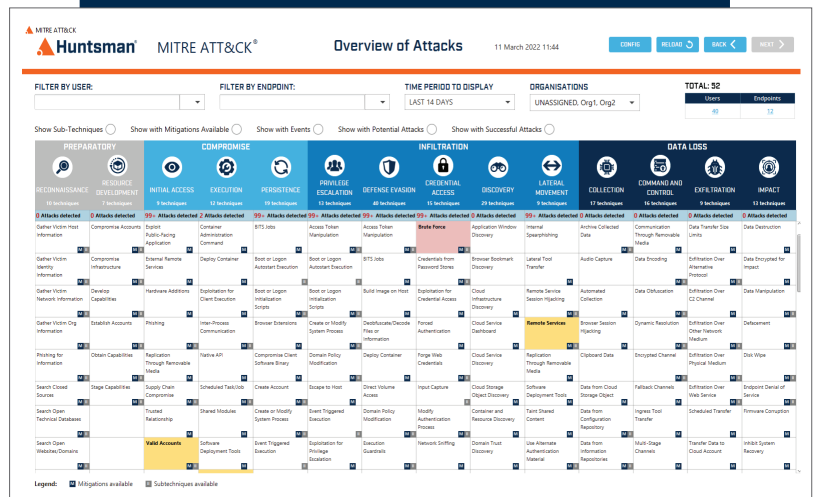 MITRE ATT&CK
Huntsman® MITRE ATT&CK® Overview of Attacks 11 March 2022 11:44 CONFIG RELOAD BACK NEXT
FILTER BY USER: FILTER BY ENDPOINT: TIME PERIOD TO DISPLAY ORGANISATIONS TOTAL: 52
LAST 14 DAYS UNASSIGNED, Org1, Org2 Users Endpoints
40 12
Show Sub-Techniques Show with Mitigations Available Show with Events Show with Potential Attacks Show with Successful Attacks
PREPARATORY COMPROMISE INFILTRATION DATA LOSS
RECONNAISSANCE RESOURCE DEVELOPMENT INITIAL ACCESS EXECUTION PERSISTENCE PRIVILEGE ESCALATION DEFENSE EVASION CREDENTIAL ACCESS DISCOVERY LATERAL MOVEMENT COLLECTION COMMAND AND CONTROL EXFILTRATION IMPACT
10 techniques 7 techniques 9 techniques 12 techniques 19 techniques 13 techniques 40 techniques 15 techniques 29 techniques 9 techniques 17 techniques 16 techniques 9 techniques 13 techniques
0 Attacks detected 0 Attacks detected 99+ Attacks detected 2 Attacks detected 99+ Attacks detected 99+ Attacks detected 99+ Attacks detected 99+ Attacks detected 0 Attacks detected 99+ Attacks detected 0 Attacks detected 0 Attacks detected 0 Attacks detected 0 Attacks detected
Gather Victim Host Information Compromise Accounts Exploit Public-Facing Application Container Administration Command BITS Jobs Access Token Manipulation Access Token Manipulation Brute Force Application Window Discovery Internal Spearphishing Archive Collected Data Communication Through Removable Media Data Transfer Size Limits Data Destruction
Gather Victim Identity Information Compromise Infrastructure External Remote Services Deploy Container Boot or Logon Autostart Execution Boot or Logon Autostart Execution BITS Jobs Credentials from Password Stores Browser Bookmark Discovery Lateral Tool Transfer Audio Capture Data Encoding Exfiltration Over Alternative Protocol Data Encrypted for Impact
Gather Victim Network Information Develop Capabilities Hardware Additions Exploitation for Client Execution Boot or Logon Initialization Scripts Boot or Logon Initialization Scripts Build Image on Host Exploitation for Credential Access Cloud Infrastructure Discovery Remote Service Session Hijacking Automated Collection Data Obfuscation Exfiltration Over C2 Channel Data Manipulation
Gather Victim Org Information Establish Accounts Phishing Inter-Process Communication Browser Extensions Create or Modify System Process Deobfuscate/Decode Files or Information Forced Authentication Cloud Service Dashboard Remote Services Browser Session Hijacking Dynamic Resolution Exfiltration Over Other Network Medium Defacement
Phishing for Information Obtain Capabilities Replication Through Removable Media Native API Compromise Client Software Binary Domain Policy Modification Deploy Container Forge Web Credentials Cloud Service Discovery Replication Through Removable Media Clipboard Data Encrypted Channel Exfiltration Over Physical Medium Disk Wipe
Search Closed Sources Stage Capabilities Supply Chain Compromise Scheduled Task/Job Create Account Escape to Host Direct Volume Access Input Capture Cloud Storage Object Discovery Software Deployment Tools Data from Cloud Storage Object Fallback Channels Exfiltration Over Web Service Endpoint Denial of Service
Search Open Technical Databases Trusted Relationship Shared Modules Create or Modify System Process Event Triggered Execution Domain Policy Modification Modify Authentication Process Container and Resource Discovery Taint Shared Content Data from Configuration Repository Ingress Tool Transfer Scheduled Transfer Firmware Corruption
Search Open Websites/Domains Valid Accounts Software Deployment Tools Event Triggered Execution Exploitation for Privilege Escalation Execution Guardrails Network Sniffing Domain Trust Discovery Use Alternate Authentication Material Data from Information Repositories Multi-Stage Channels Transfer Data to Cloud Account Inhibit System Recovery
Legend: M Mitigations available S Subtechniques available